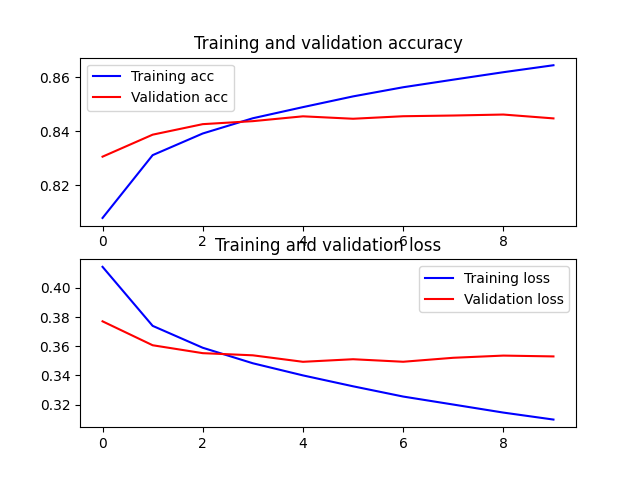 Training and validation accuracy
0.86
0.84
0.82
Training acc
Validation acc
0 2 4 6 8
Training and validation loss
0.40
0.38
0.36
0.34
0.32
Training loss
Validation loss
0 2 4 6 8